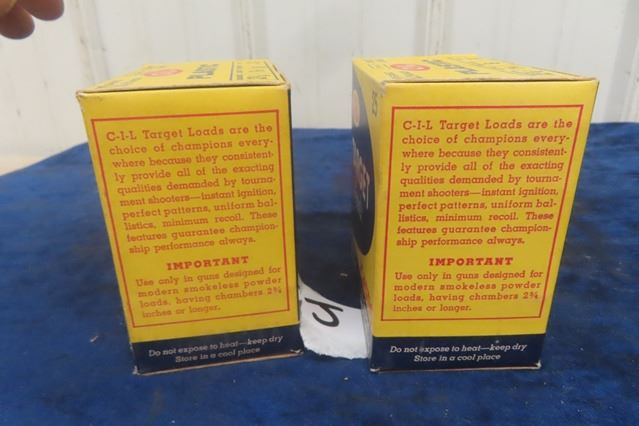 PLASTIC
C-I-L Target Loads are the
choice of champions every-
where because they consistent-
ly provide all of the exacting
qualities demanded by tourna-
ment shooters—instant ignition,
perfect patterns, uniform bal-
listics, minimum recoil. These
features guarantee champion-
ship performance always.
IMPORTANT
Use only in guns designed for
modern smokeless powder
loads, having chambers 2¾
inches or longer.
Do not expose to heat—keep dry
Store in a cool place
C-I-L Target Loads are the
choice of champions every-
where because they consistent-
ly provide all of the exacting
qualities demanded by tourna-
ment shooters—instant ignition,
perfect patterns, uniform bal-
listics, minimum recoil. These
features guarantee champion-
ship performance always.
IMPORTANT
Use only in guns designed for
modern smokeless powder
loads, having chambers 2¾
inches or longer.
Do not expose to heat—keep dry
Store in a cool place